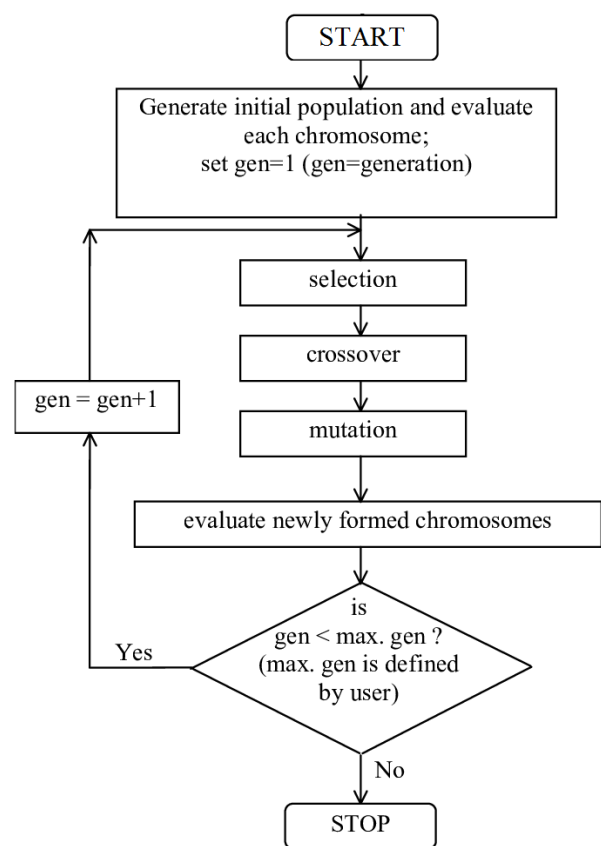 START
Generate initial population and evaluate
each chromosome;
set gen=1 (gen=generation)
selection
crossover
gen = gen+1
mutation
evaluate newly formed chromosomes
is
gen < max. gen ?
Yes
(max. gen is defined
by user)
No
STOP